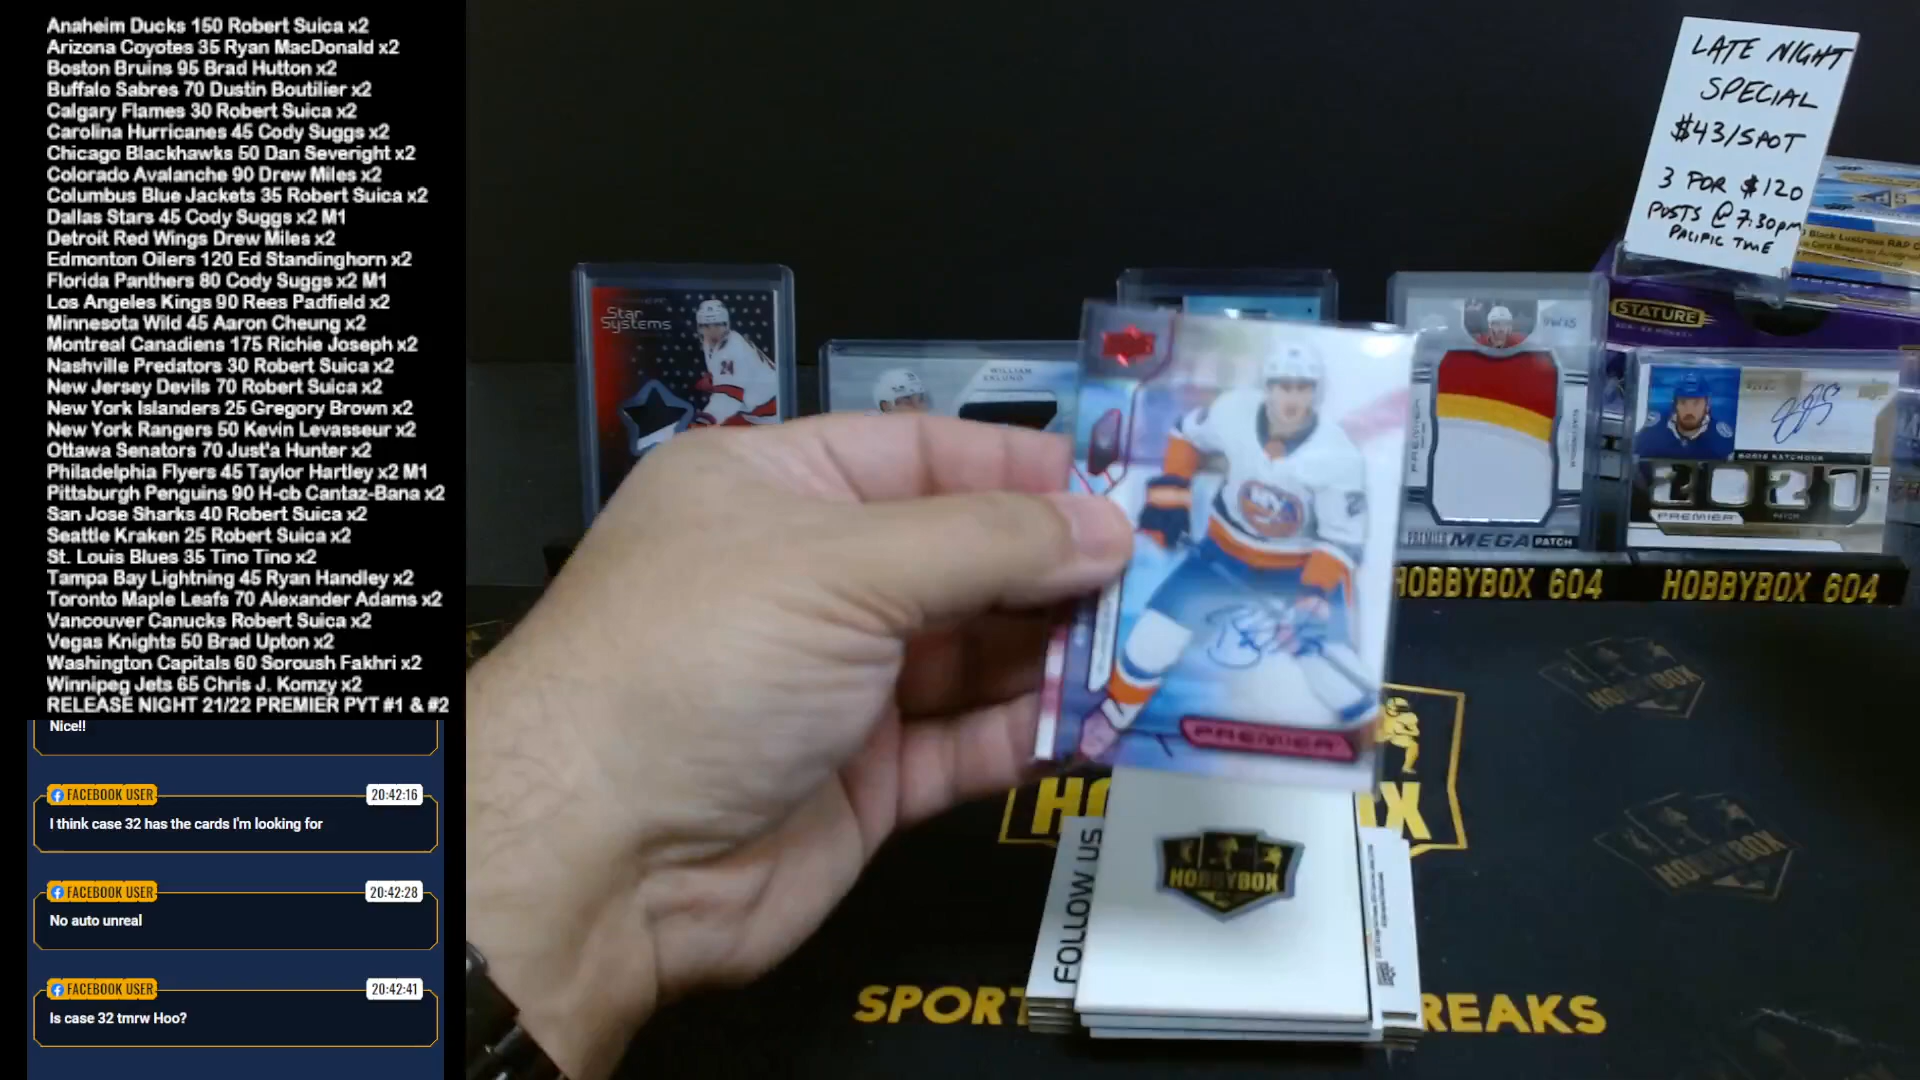 Anaheim Ducks 150 Robert Suica x2
Arizona Coyotes 35 Ryan MacDonald x2
Boston Bruins 95 Brad Hutton x2
Buffalo Sabres 70 Dustin Boutilier x2
Calgary Flames 30 Robert Suica x2
Carolina Hurricanes 45 Cody Suggs x2
Chicago Blackhawks 50 Dan Severight x2
Colorado Avalanche 90 Drew Miles x2
Columbus Blue Jackets 35 Robert Suica x2
Dallas Stars 45 Cody Suggs x2 M1
Detroit Red Wings Drew Miles x2
Edmonton Oilers 120 Ed Standinghorn x2
Florida Panthers 80 Cody Suggs x2 M1
Los Angeles Kings 90 Rees Padfield x2
Minnesota Wild 45 Aaron Cheung x2
Montreal Canadiens 175 Richie Joseph x2
Nashville Predators 30 Robert Suica x2
New Jersey Devils 70 Robert Suica x2
New York Islanders 25 Gregory Brown x2
New York Rangers 50 Kevin Levasseur x2
Ottawa Senators 70 Just'a Hunter x2
Philadelphia Flyers 45 Taylor Hartley x2 M1
Pittsburgh Penguins 90 H-cb Cantaz-Bana x2
San Jose Sharks 40 Robert Suica x2
Seattle Kraken 25 Robert Suica x2
St. Louis Blues 35 Tino Tino x2
Tampa Bay Lightning 45 Ryan Handley x2
Toronto Maple Leafs 70 Alexander Adams x2
Vancouver Canucks Robert Suica x2
Vegas Knights 50 Brad Upton x2
Washington Capitals 60 Soroush Fakhri x2
Winnipeg Jets 65 Chris J. Komzy x2
RELEASE NIGHT 21/22 PREMIER PYT #1 & #2
Nice!!
FACEBOOK USER 20:42:16
I think case 32 has the cards I'm looking for
FACEBOOK USER 20:42:28
No auto unreal
FACEBOOK USER 20:42:41
Is case 32 tmrw Hoo?
LATE NIGHT
SPECIAL
$43/SPOT
3 FOR $120
POSTS @ 7:30pm
PACIFIC TIME
STATURE
Star
Systems
24
WILLIAM
EKLUND
PREMIER MEGA PATCH
BORIS KATCHOUK
2021
PREMIER
PATCH
HOBBYBOX 604
HOBBYBOX 604
PREMIER
HOBBYBOX
FOLLOW US
HOBBYBOX
HOBBYBOX
SPORT
REAKS